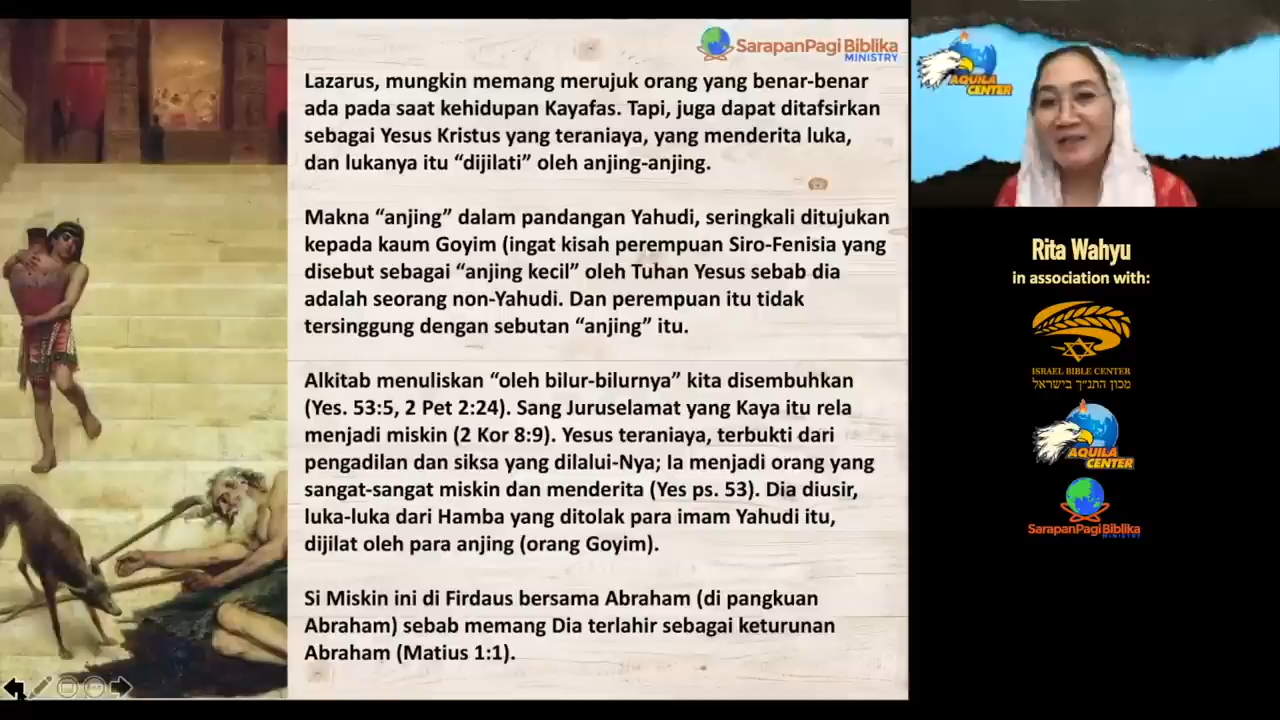 SarapanPagi Biblika
MINISTRY
Lazarus, mungkin memang merujuk orang yang benar-benar
ada pada saat kehidupan Kayafas. Tapi, juga dapat ditafsirkan
sebagai Yesus Kristus yang teraniaya, yang menderita luka,
dan lukanya itu “dijilati” oleh anjing-anjing.
Makna “anjing” dalam pandangan Yahudi, seringkali ditujukan
kepada kaum Goyim (ingat kisah perempuan Siro-Fenisia yang
disebut sebagai “anjing kecil” oleh Tuhan Yesus sebab dia
adalah seorang non-Yahudi. Dan perempuan itu tidak
tersinggung dengan sebutan “anjing” itu.
Alkitab menuliskan “oleh bilur-bilurnya” kita disembuhkan
(Yes. 53:5, 2 Pet 2:24). Sang Juruselamat yang Kaya itu rela
menjadi miskin (2 Kor 8:9). Yesus teraniaya, terbukti dari
pengadilan dan siksa yang dilalui-Nya; Ia menjadi orang yang
sangat-sangat miskin dan menderita (Yes ps. 53). Dia diusir,
luka-luka dari Hamba yang ditolak para imam Yahudi itu,
dijilat oleh para anjing (orang Goyim).
Si Miskin ini di Firdaus bersama Abraham (di pangkuan
Abraham) sebab memang Dia terlahir sebagai keturunan
Abraham (Matius 1:1).
AQUILA
CENTER
Rita Wahyu
in association with:
ISRAEL BIBLE CENTER
מכון התנ״ך בישראל
AQUILA
CENTER
SarapanPagi Biblika
MINISTRY